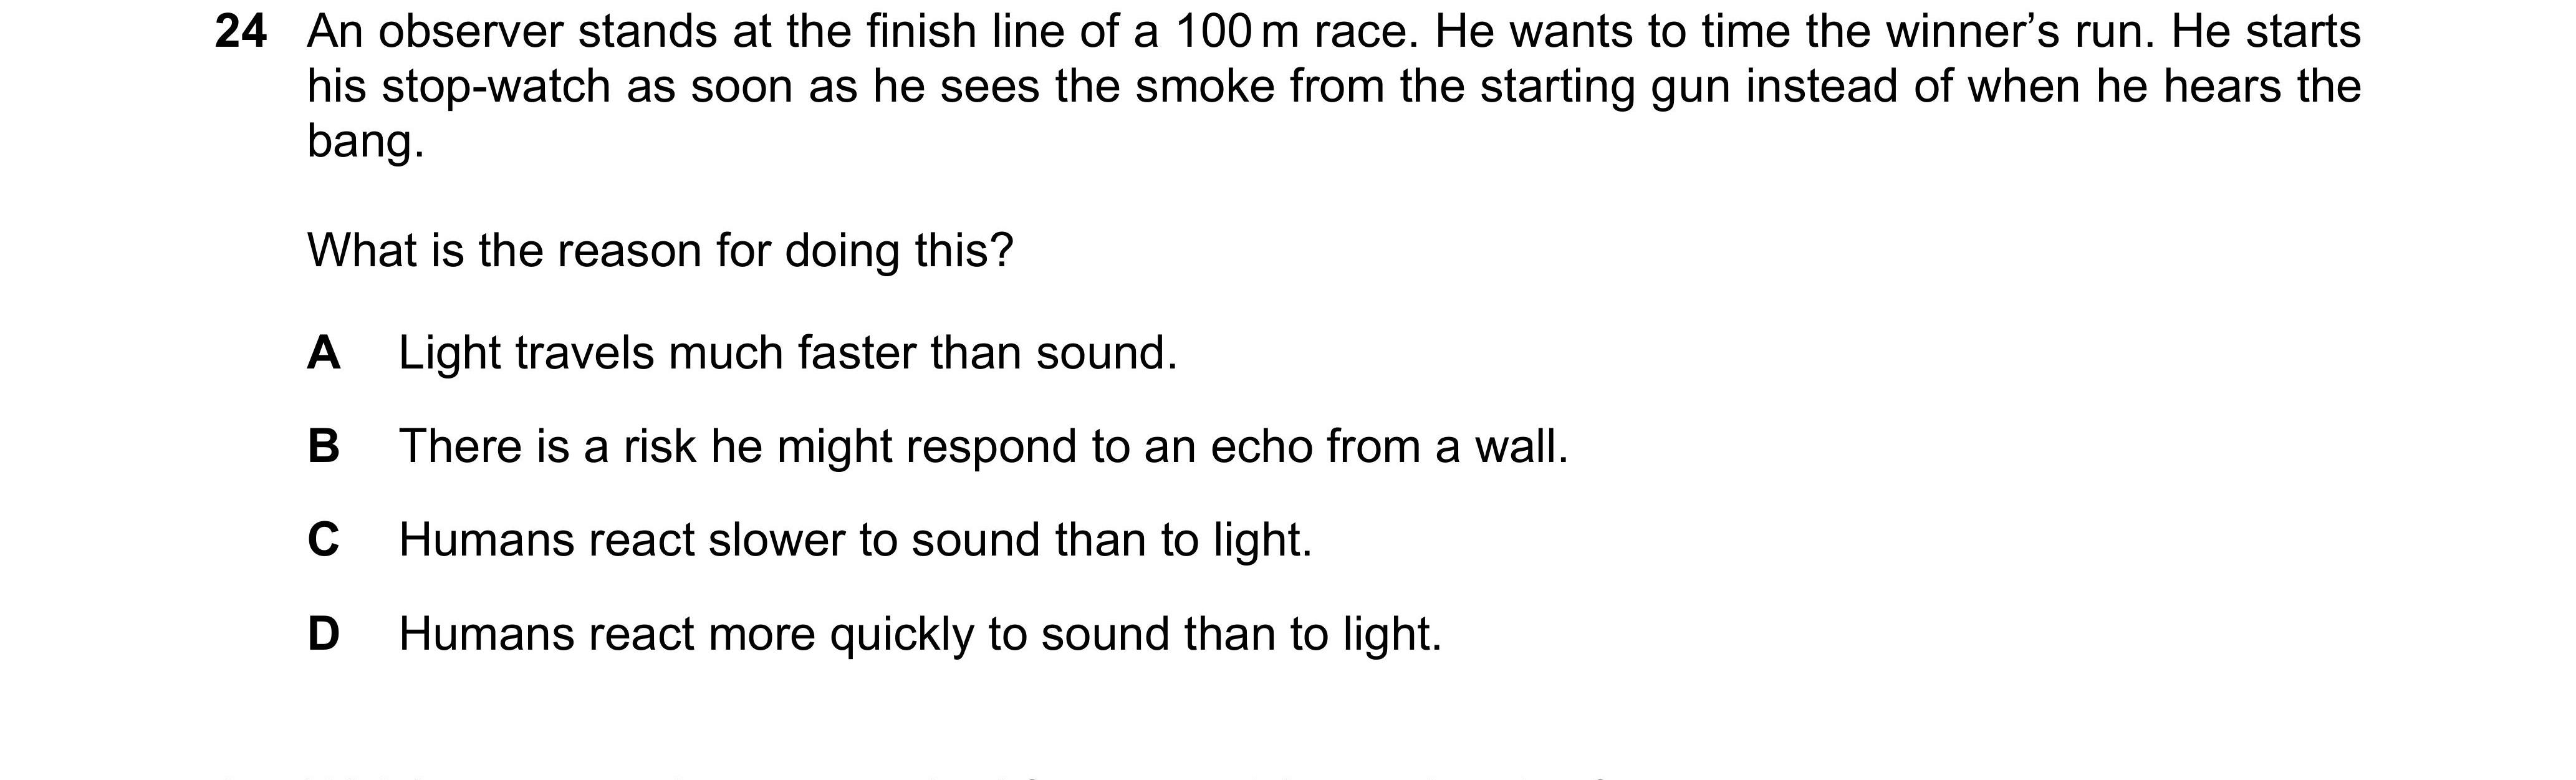 24 An observer stands at the finish line of a 100 m race. He wants to time the winner’s run. He starts
his stop-watch as soon as he sees the smoke from the starting gun instead of when he hears the
bang.
What is the reason for doing this?
A Light travels much faster than sound.
B There is a risk he might respond to an echo from a wall.
C Humans react slower to sound than to light.
D Humans react more quickly to sound than to light.